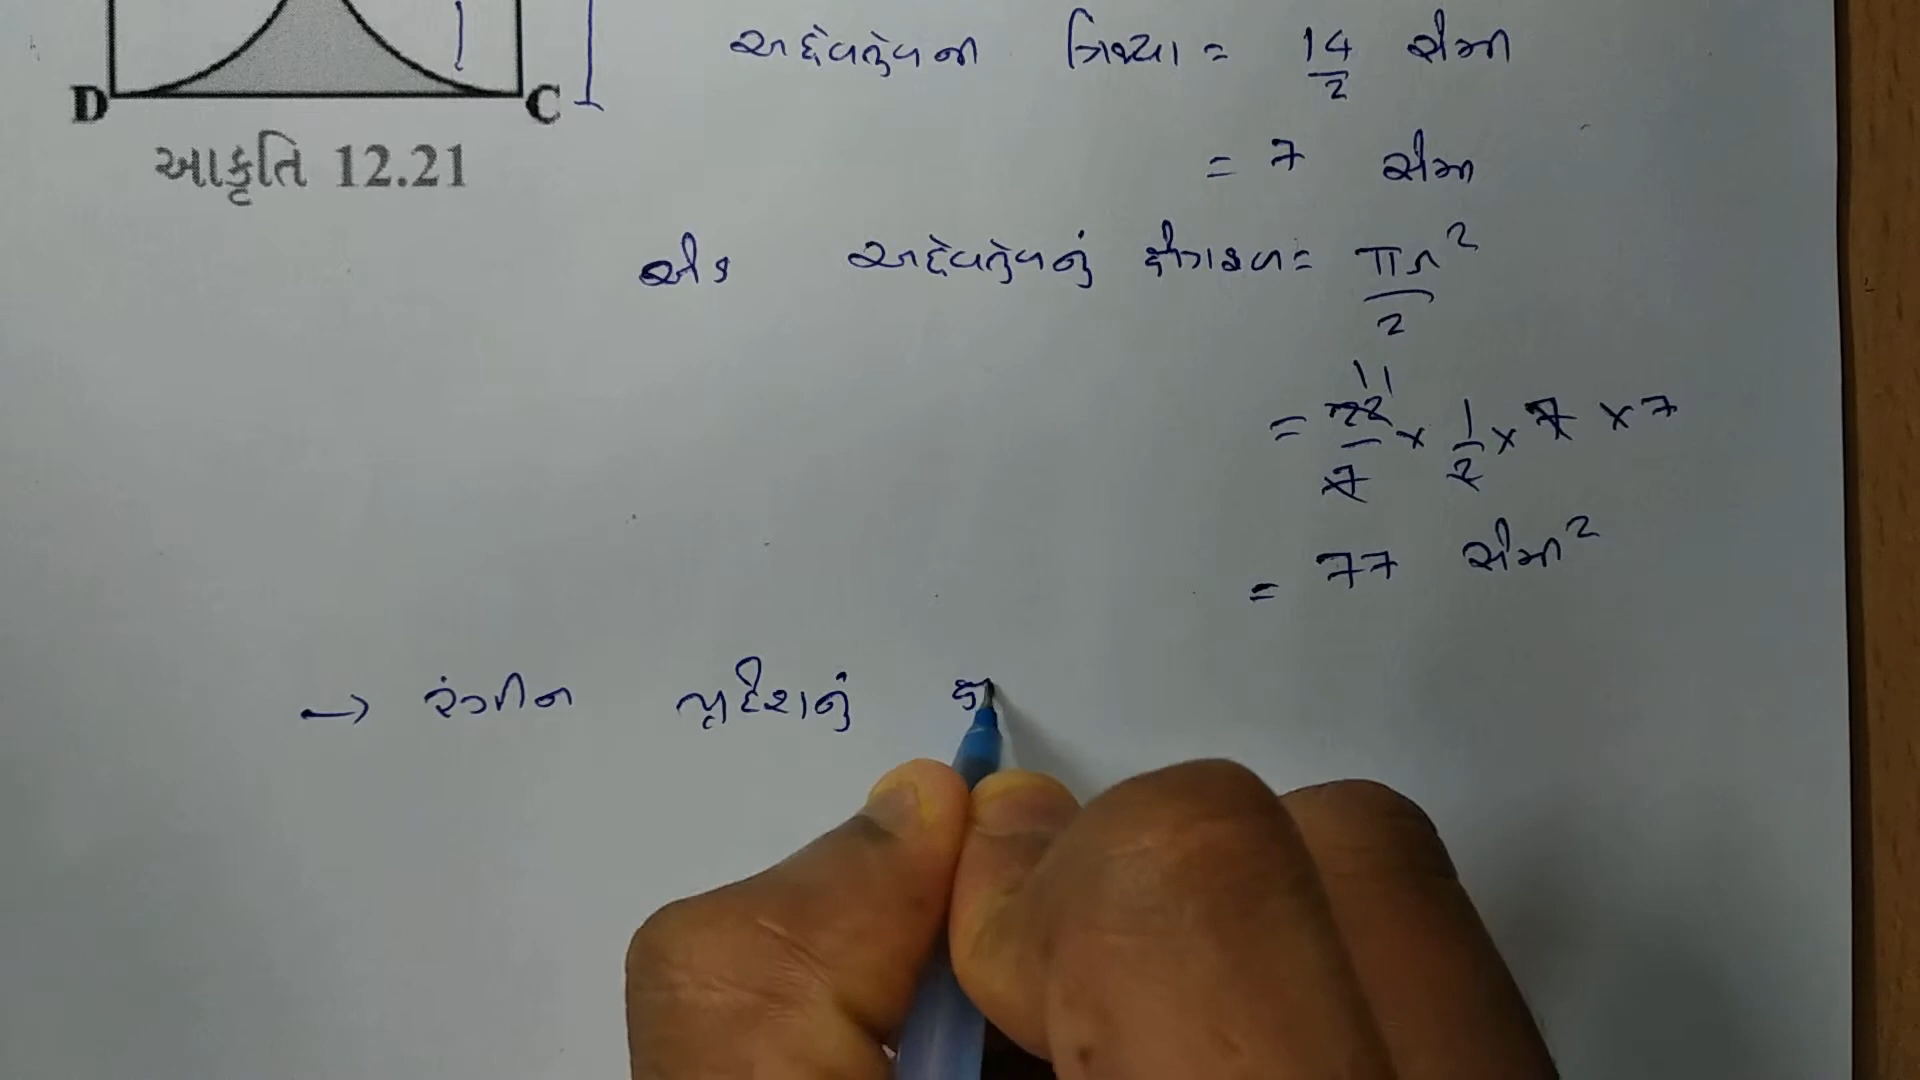 અર્ધવર્તુળની ત્રિજ્યા = 14/2 સેમી
D C
આકૃતિ 12.21
= 7 સેમી
એક અર્ધવર્તુળનું ક્ષેત્રફળ = πr²/2
= 22/7 × 1/2 × 7 × 7
11
= 77 સેમી²
→ રંગીન પ્રદેશનું